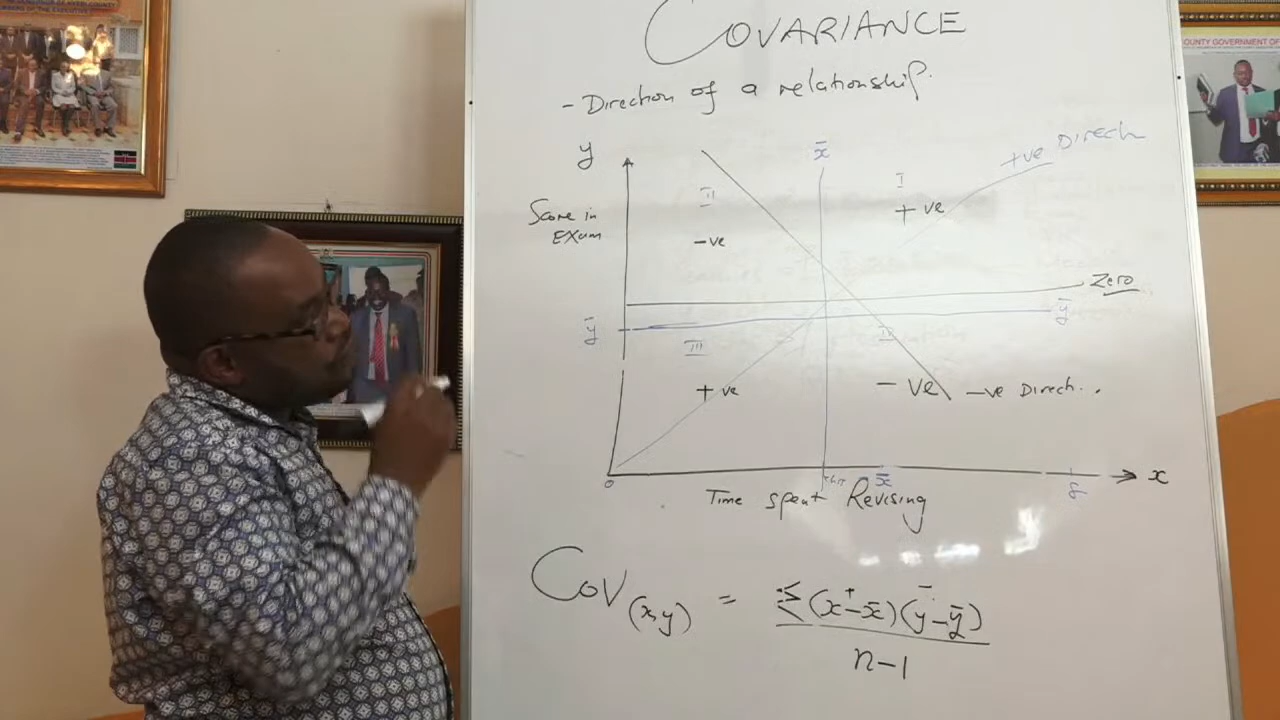 COVARIANCE
- Direction of a relationship.
y
x̄
I
+ve Direch
II
Score in
Exam
+ ve
-ve
Zero
ȳ
ȳ
III
IV
+ ve
- ve
-ve Direch..
0
x̄
8
x
Time spent Revising
Cov(x,y) = Σ(x-x̄)(y-ȳ)
+ -
n-1
COUNTY GOVERNMENT OF